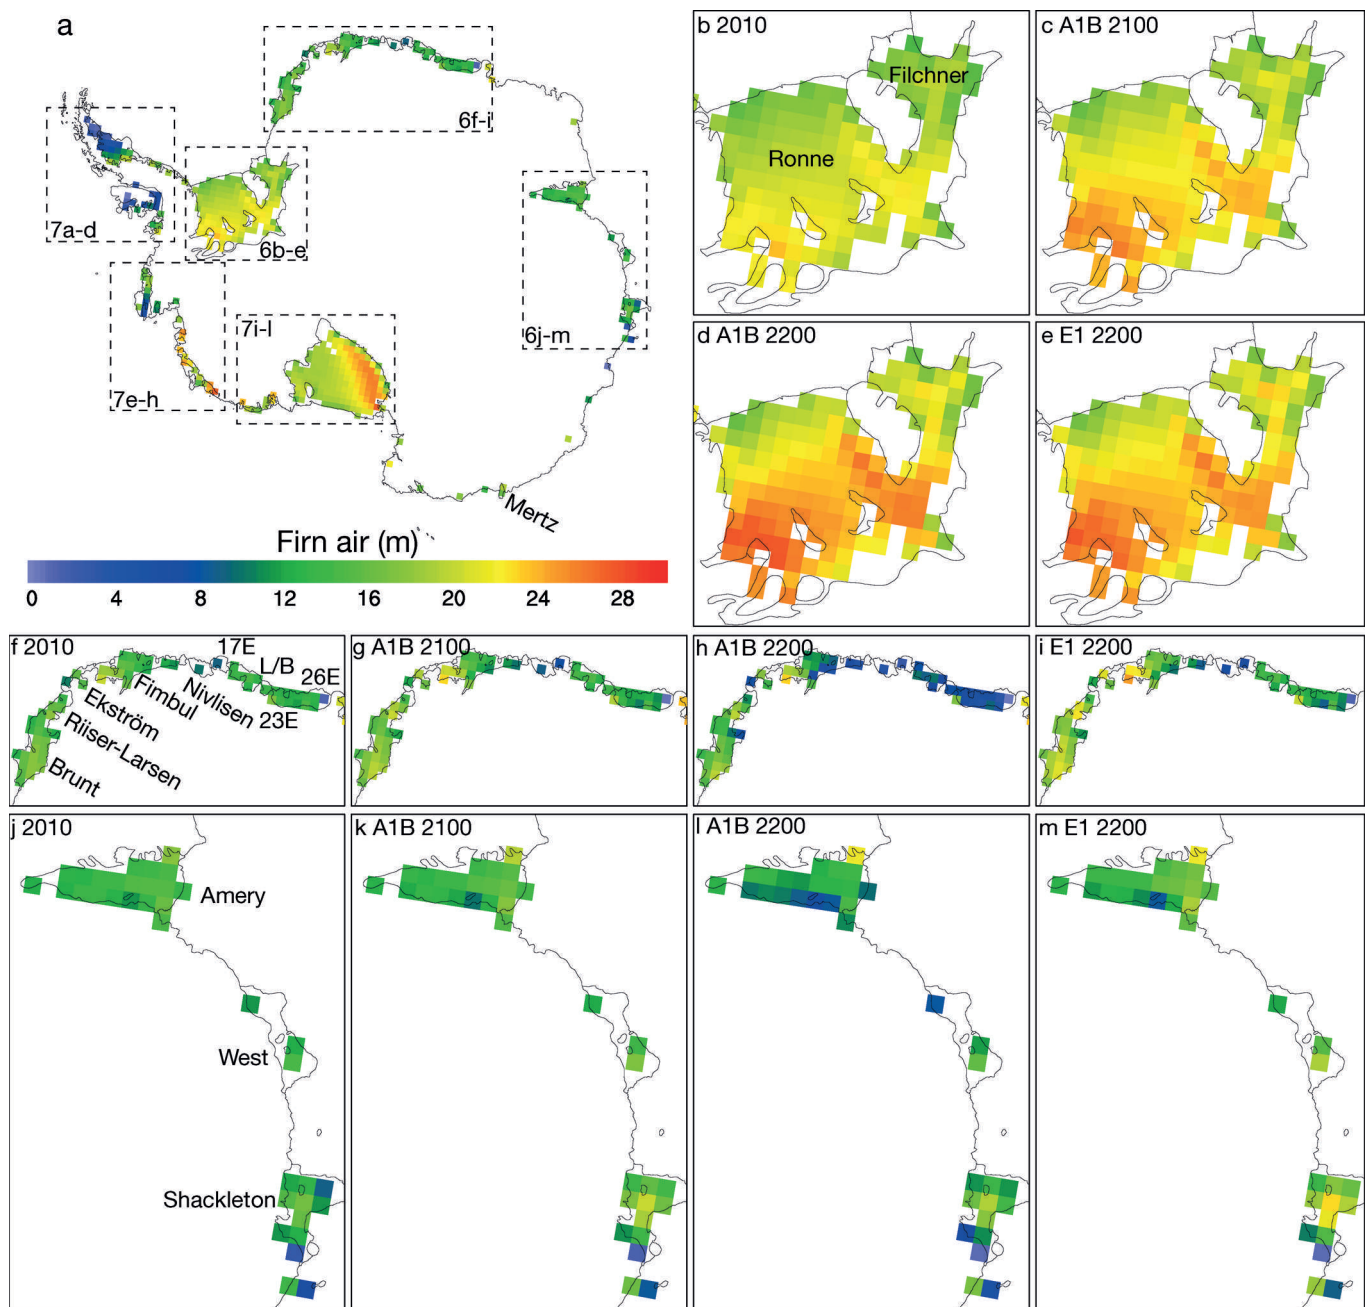 a
6f-i
7a-d
6b-e
7e-h
7i-l
6j-m
Mertz
Firn air (m)
0 4 8 12 16 20 24 28
b 2010
Filchner
Ronne
c A1B 2100
d A1B 2200
e E1 2200
f 2010
17E
L/B
26E
Fimbul
Nivlisen
23E
Ekström
Riiser-Larsen
Brunt
g A1B 2100
h A1B 2200
i E1 2200
j 2010
Amery
West
Shackleton
k A1B 2100
l A1B 2200
m E1 2200